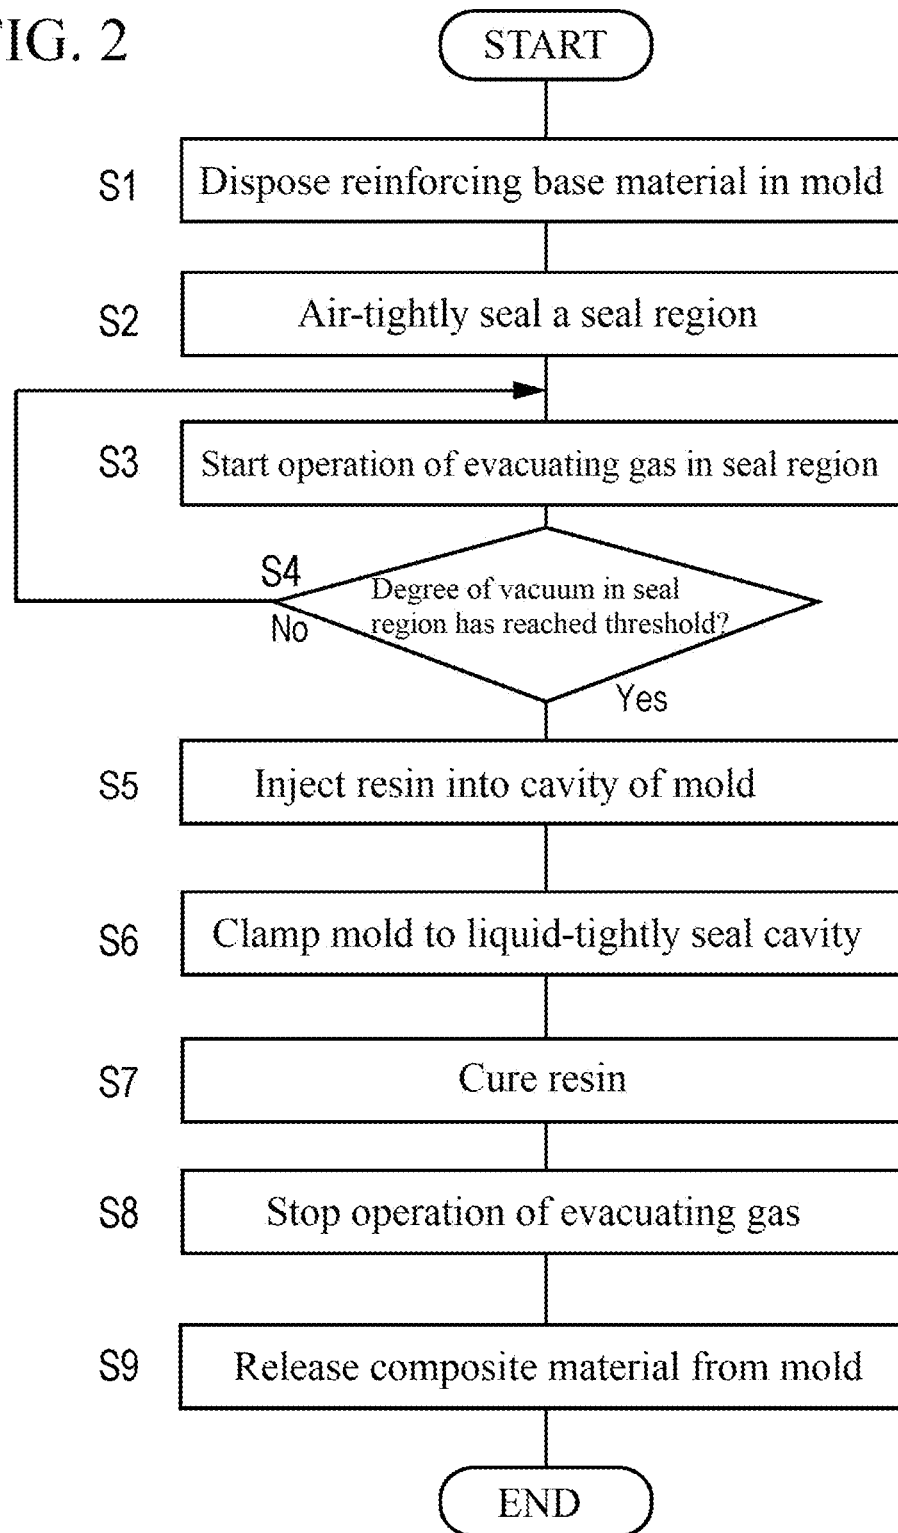 FIG. 2
START
S1
Dispose reinforcing base material in mold
S2
Air-tightly seal a seal region
S3
Start operation of evacuating gas in seal region
S4
Degree of vacuum in seal
region has reached threshold?
No
Yes
S5
Inject resin into cavity of mold
S6
Clamp mold to liquid-tightly seal cavity
S7
Cure resin
S8
Stop operation of evacuating gas
S9
Release composite material from mold
END